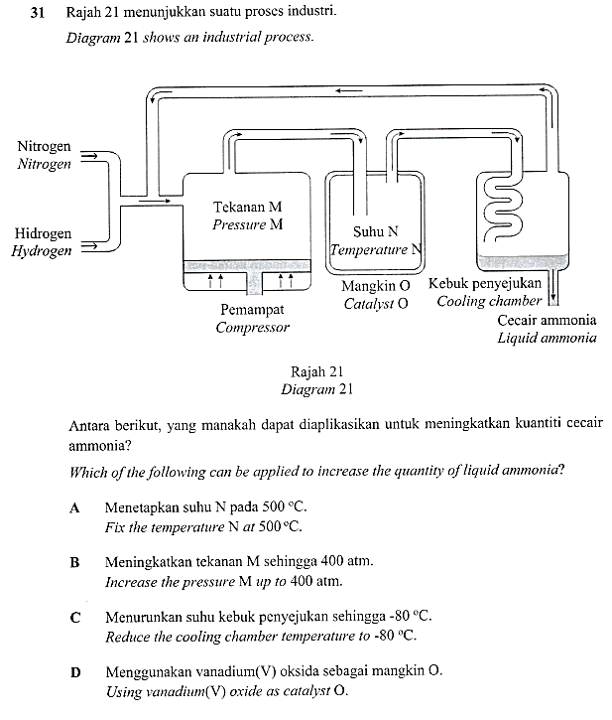 31 Rajah 21 menunjukkan suatu proses industri.
Diagram 21 shows an industrial process.
Nitrogen
Nitrogen
Hidrogen
Hydrogen
Tekanan M
Pressure M
Suhu N
Temperature N
Pemampat
Compressor
Mangkin O
Catalyst O
Kebuk penyejukan
Cooling chamber
Cecair ammonia
Liquid ammonia
Rajah 21
Diagram 21
Antara berikut, yang manakah dapat diaplikasikan untuk meningkatkan kuantiti cecair
ammonia?
Which of the following can be applied to increase the quantity of liquid ammonia?
A Menetapkan suhu N pada 500 °C.
Fix the temperature N at 500 °C.
B Meningkatkan tekanan M sehingga 400 atm.
Increase the pressure M up to 400 atm.
C Menurunkan suhu kebuk penyejukan sehingga -80 °C.
Reduce the cooling chamber temperature to -80 °C.
D Menggunakan vanadium(V) oksida sebagai mangkin O.
Using vanadium(V) oxide as catalyst O.